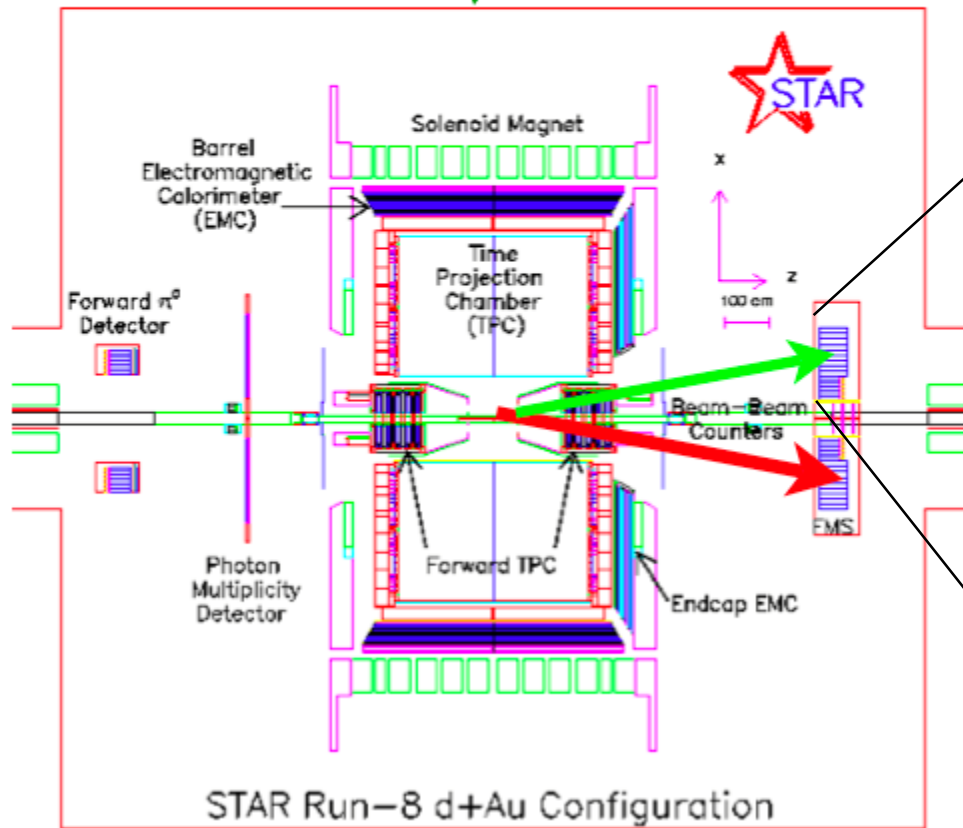 STAR
Solenoid Magnet
Barrel
Electromagnetic
Calorimeter
(EMC)
x
z
100 cm
Time
Projection
Chamber
(TPC)
Forward π⁰
Detector
Beam-Beam
Counters
FMS
Photon
Multiplicity
Detector
Forward TPC
Endcap EMC
STAR Run-8 d+Au Configuration